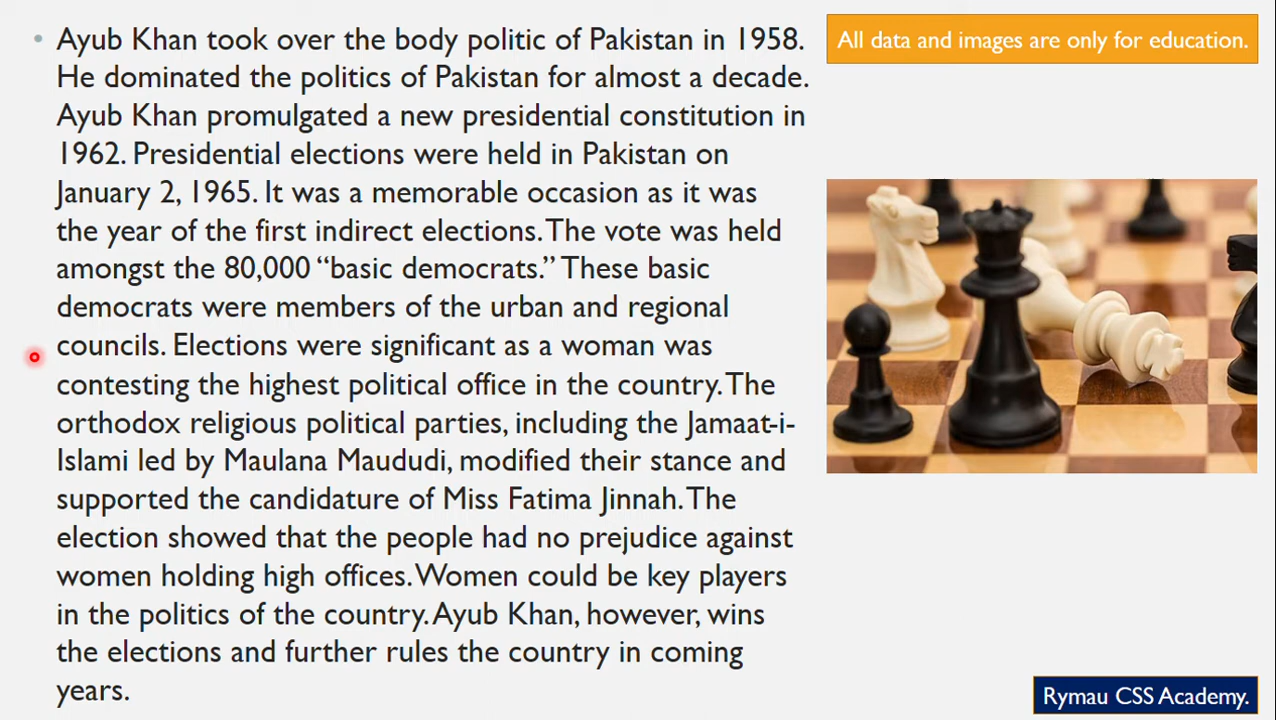 Ayub Khan took over the body politic of Pakistan in 1958.
He dominated the politics of Pakistan for almost a decade.
Ayub Khan promulgated a new presidential constitution in
1962. Presidential elections were held in Pakistan on
January 2, 1965. It was a memorable occasion as it was
the year of the first indirect elections. The vote was held
amongst the 80,000 “basic democrats.” These basic
democrats were members of the urban and regional
councils. Elections were significant as a woman was
contesting the highest political office in the country. The
orthodox religious political parties, including the Jamaat-i-
Islami led by Maulana Maududi, modified their stance and
supported the candidature of Miss Fatima Jinnah. The
election showed that the people had no prejudice against
women holding high offices. Women could be key players
in the politics of the country. Ayub Khan, however, wins
the elections and further rules the country in coming
years.
All data and images are only for education.
Rymau CSS Academy.